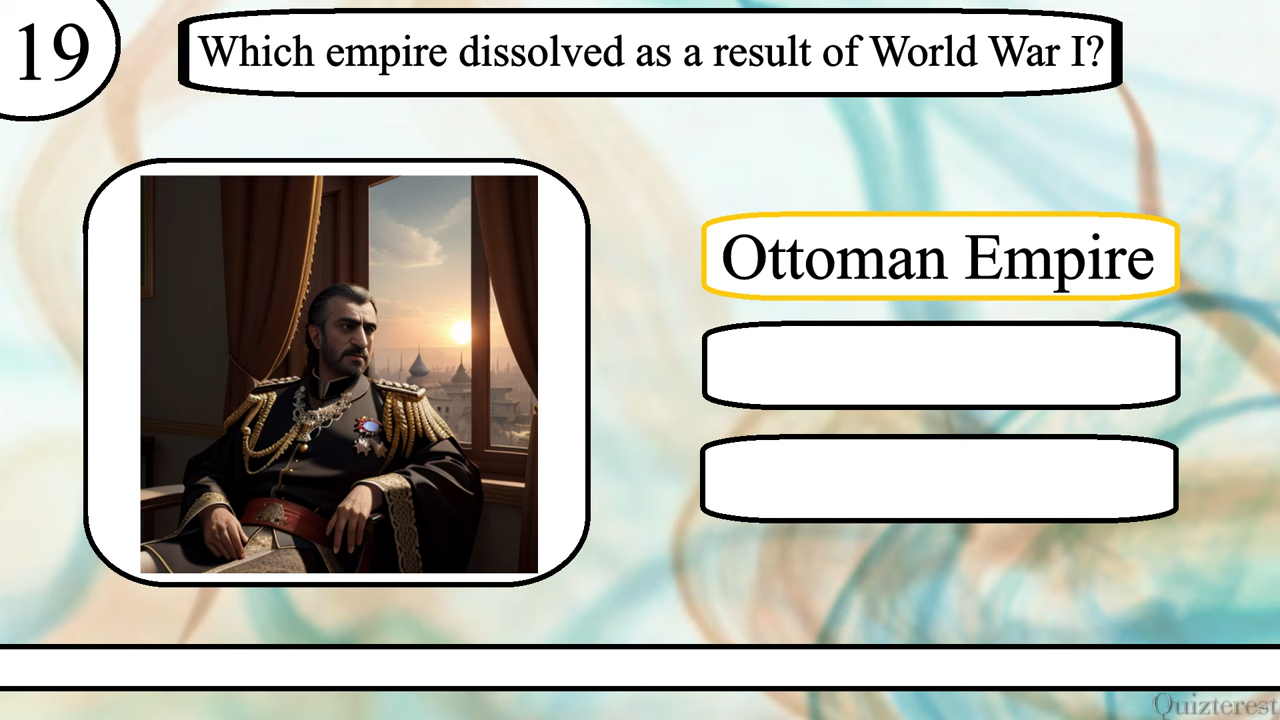 19
Which empire dissolved as a result of World War I?
Ottoman Empire
Quizterest